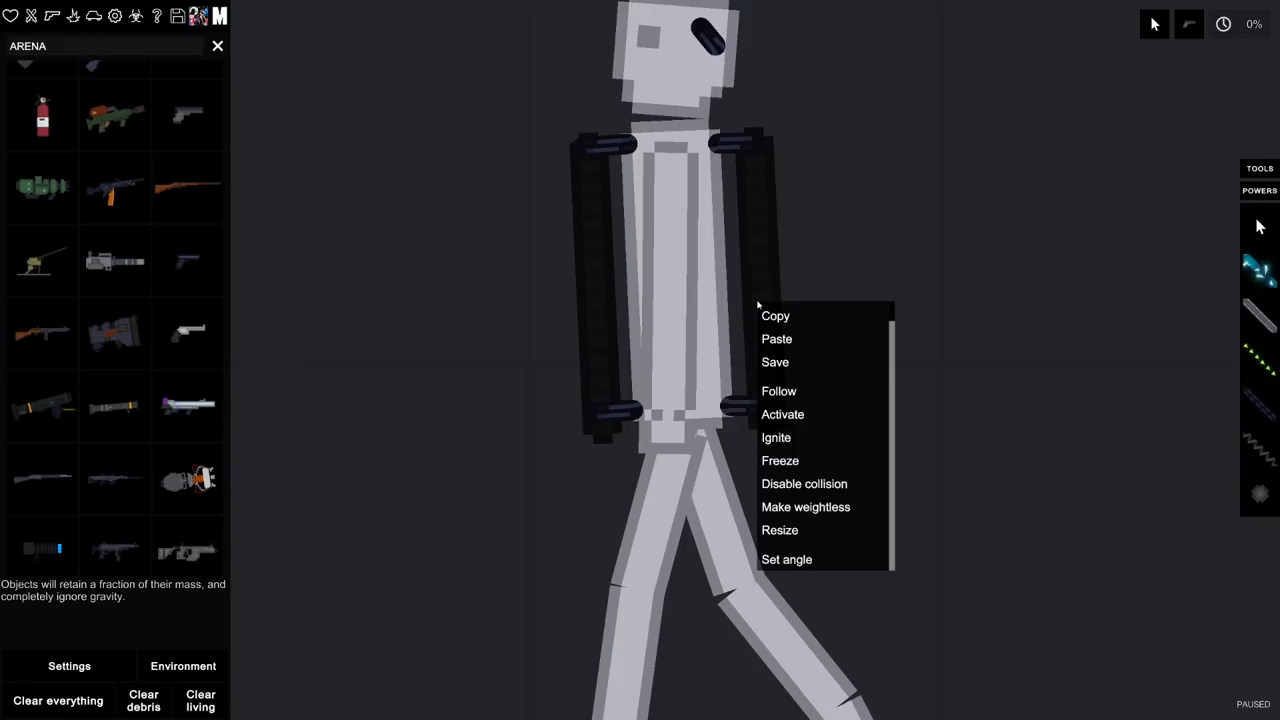 M
0%
ARENA
TOOLS
POWERS
Copy
Paste
Save
Follow
Activate
Ignite
Freeze
Disable collision
Make weightless
Resize
Set angle
Objects will retain a fraction of their mass, and
completely ignore gravity.
Settings
Environment
Clear everything
Clear
debris
Clear
living
PAUSED